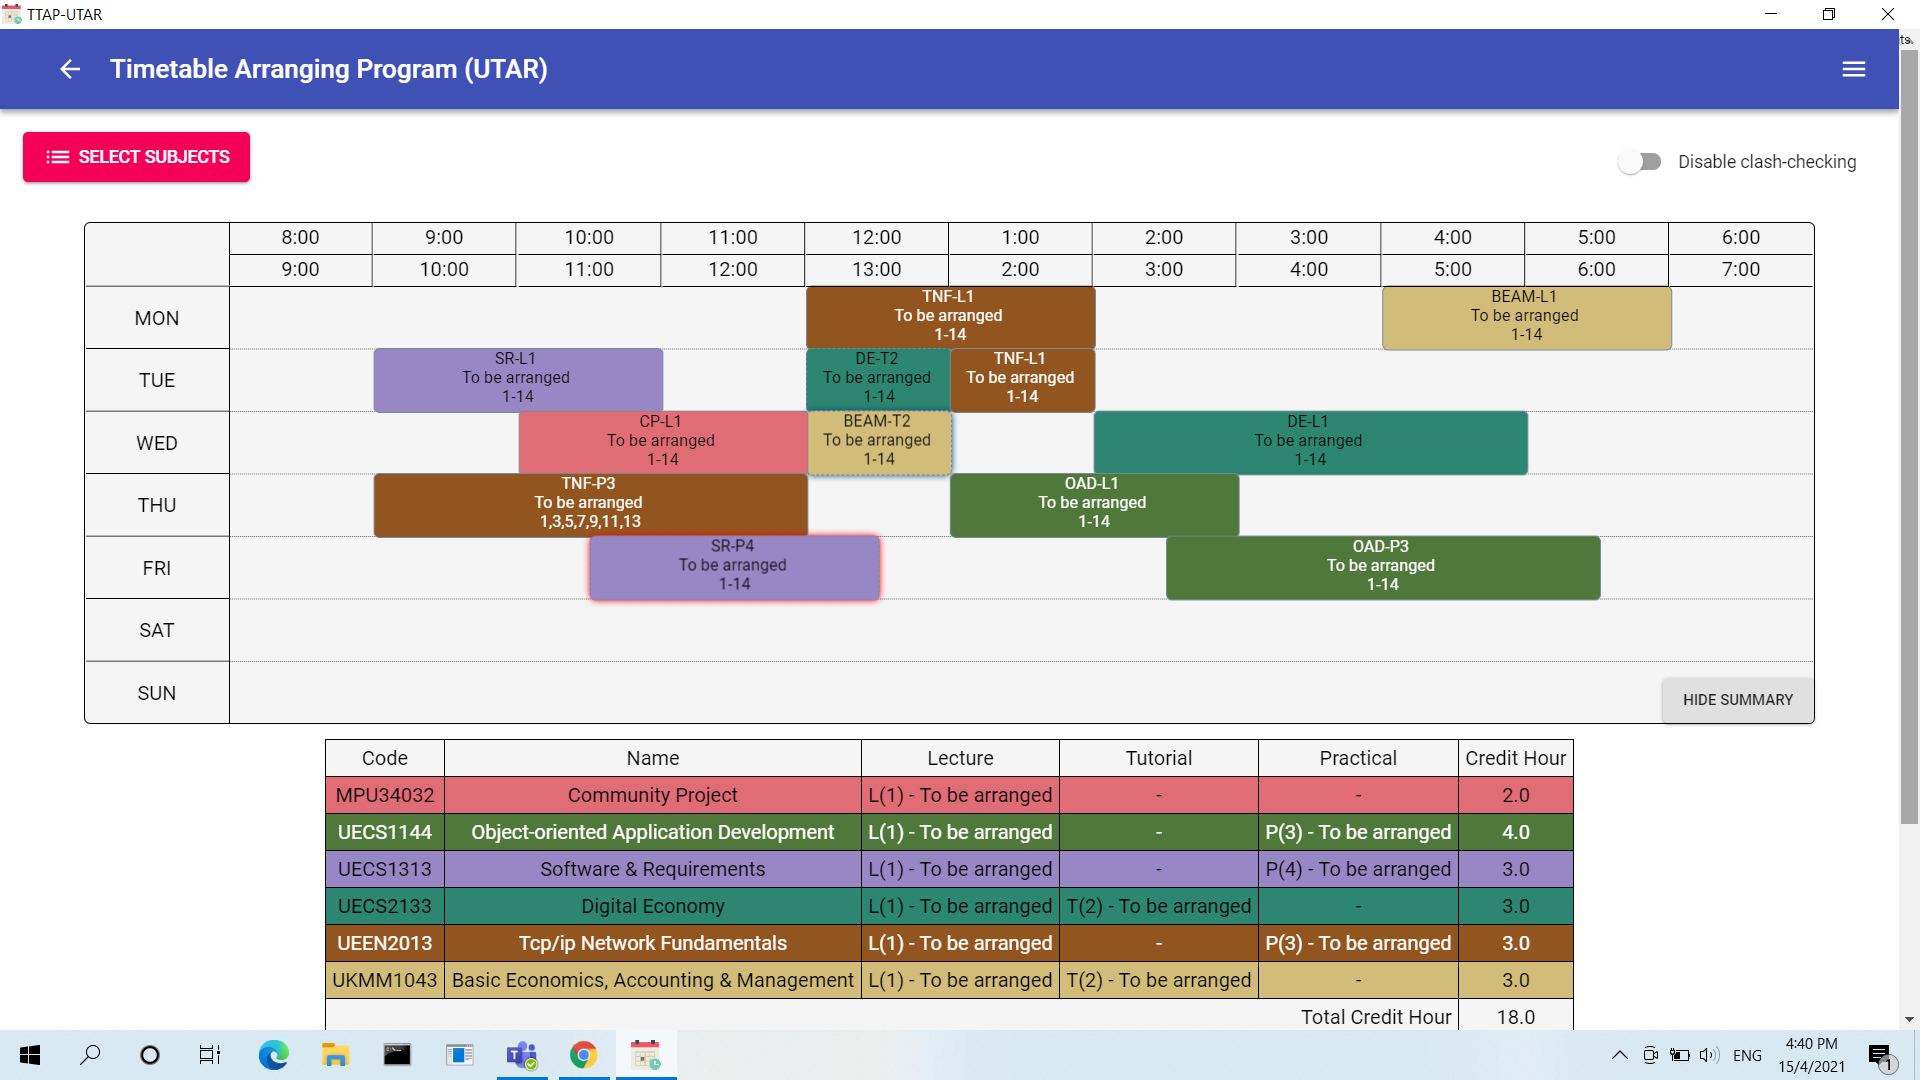 TTAP-UTAR
Timetable Arranging Program (UTAR)
ts
SELECT SUBJECTS
Disable clash-checking
8:00 9:00 10:00 11:00 12:00 1:00 2:00 3:00 4:00 5:00 6:00
9:00 10:00 11:00 12:00 13:00 2:00 3:00 4:00 5:00 6:00 7:00
MON
TNF-L1
To be arranged
1-14
BEAM-L1
To be arranged
1-14
TUE
SR-L1
To be arranged
1-14
DE-T2
To be arranged
1-14
TNF-L1
To be arranged
1-14
WED
CP-L1
To be arranged
1-14
BEAM-T2
To be arranged
1-14
DE-L1
To be arranged
1-14
THU
TNF-P3
To be arranged
1,3,5,7,9,11,13
OAD-L1
To be arranged
1-14
FRI
SR-P4
To be arranged
1-14
OAD-P3
To be arranged
1-14
SAT
SUN
HIDE SUMMARY
Code Name Lecture Tutorial Practical Credit Hour
MPU34032 Community Project L(1) - To be arranged - - 2.0
UECS1144 Object-oriented Application Development L(1) - To be arranged - P(3) - To be arranged 4.0
UECS1313 Software & Requirements L(1) - To be arranged - P(4) - To be arranged 3.0
UECS2133 Digital Economy L(1) - To be arranged T(2) - To be arranged - 3.0
UEEN2013 Tcp/ip Network Fundamentals L(1) - To be arranged - P(3) - To be arranged 3.0
UKMM1043 Basic Economics, Accounting & Management L(1) - To be arranged T(2) - To be arranged - 3.0
Total Credit Hour 18.0
ENG
4:40 PM
15/4/2021
1